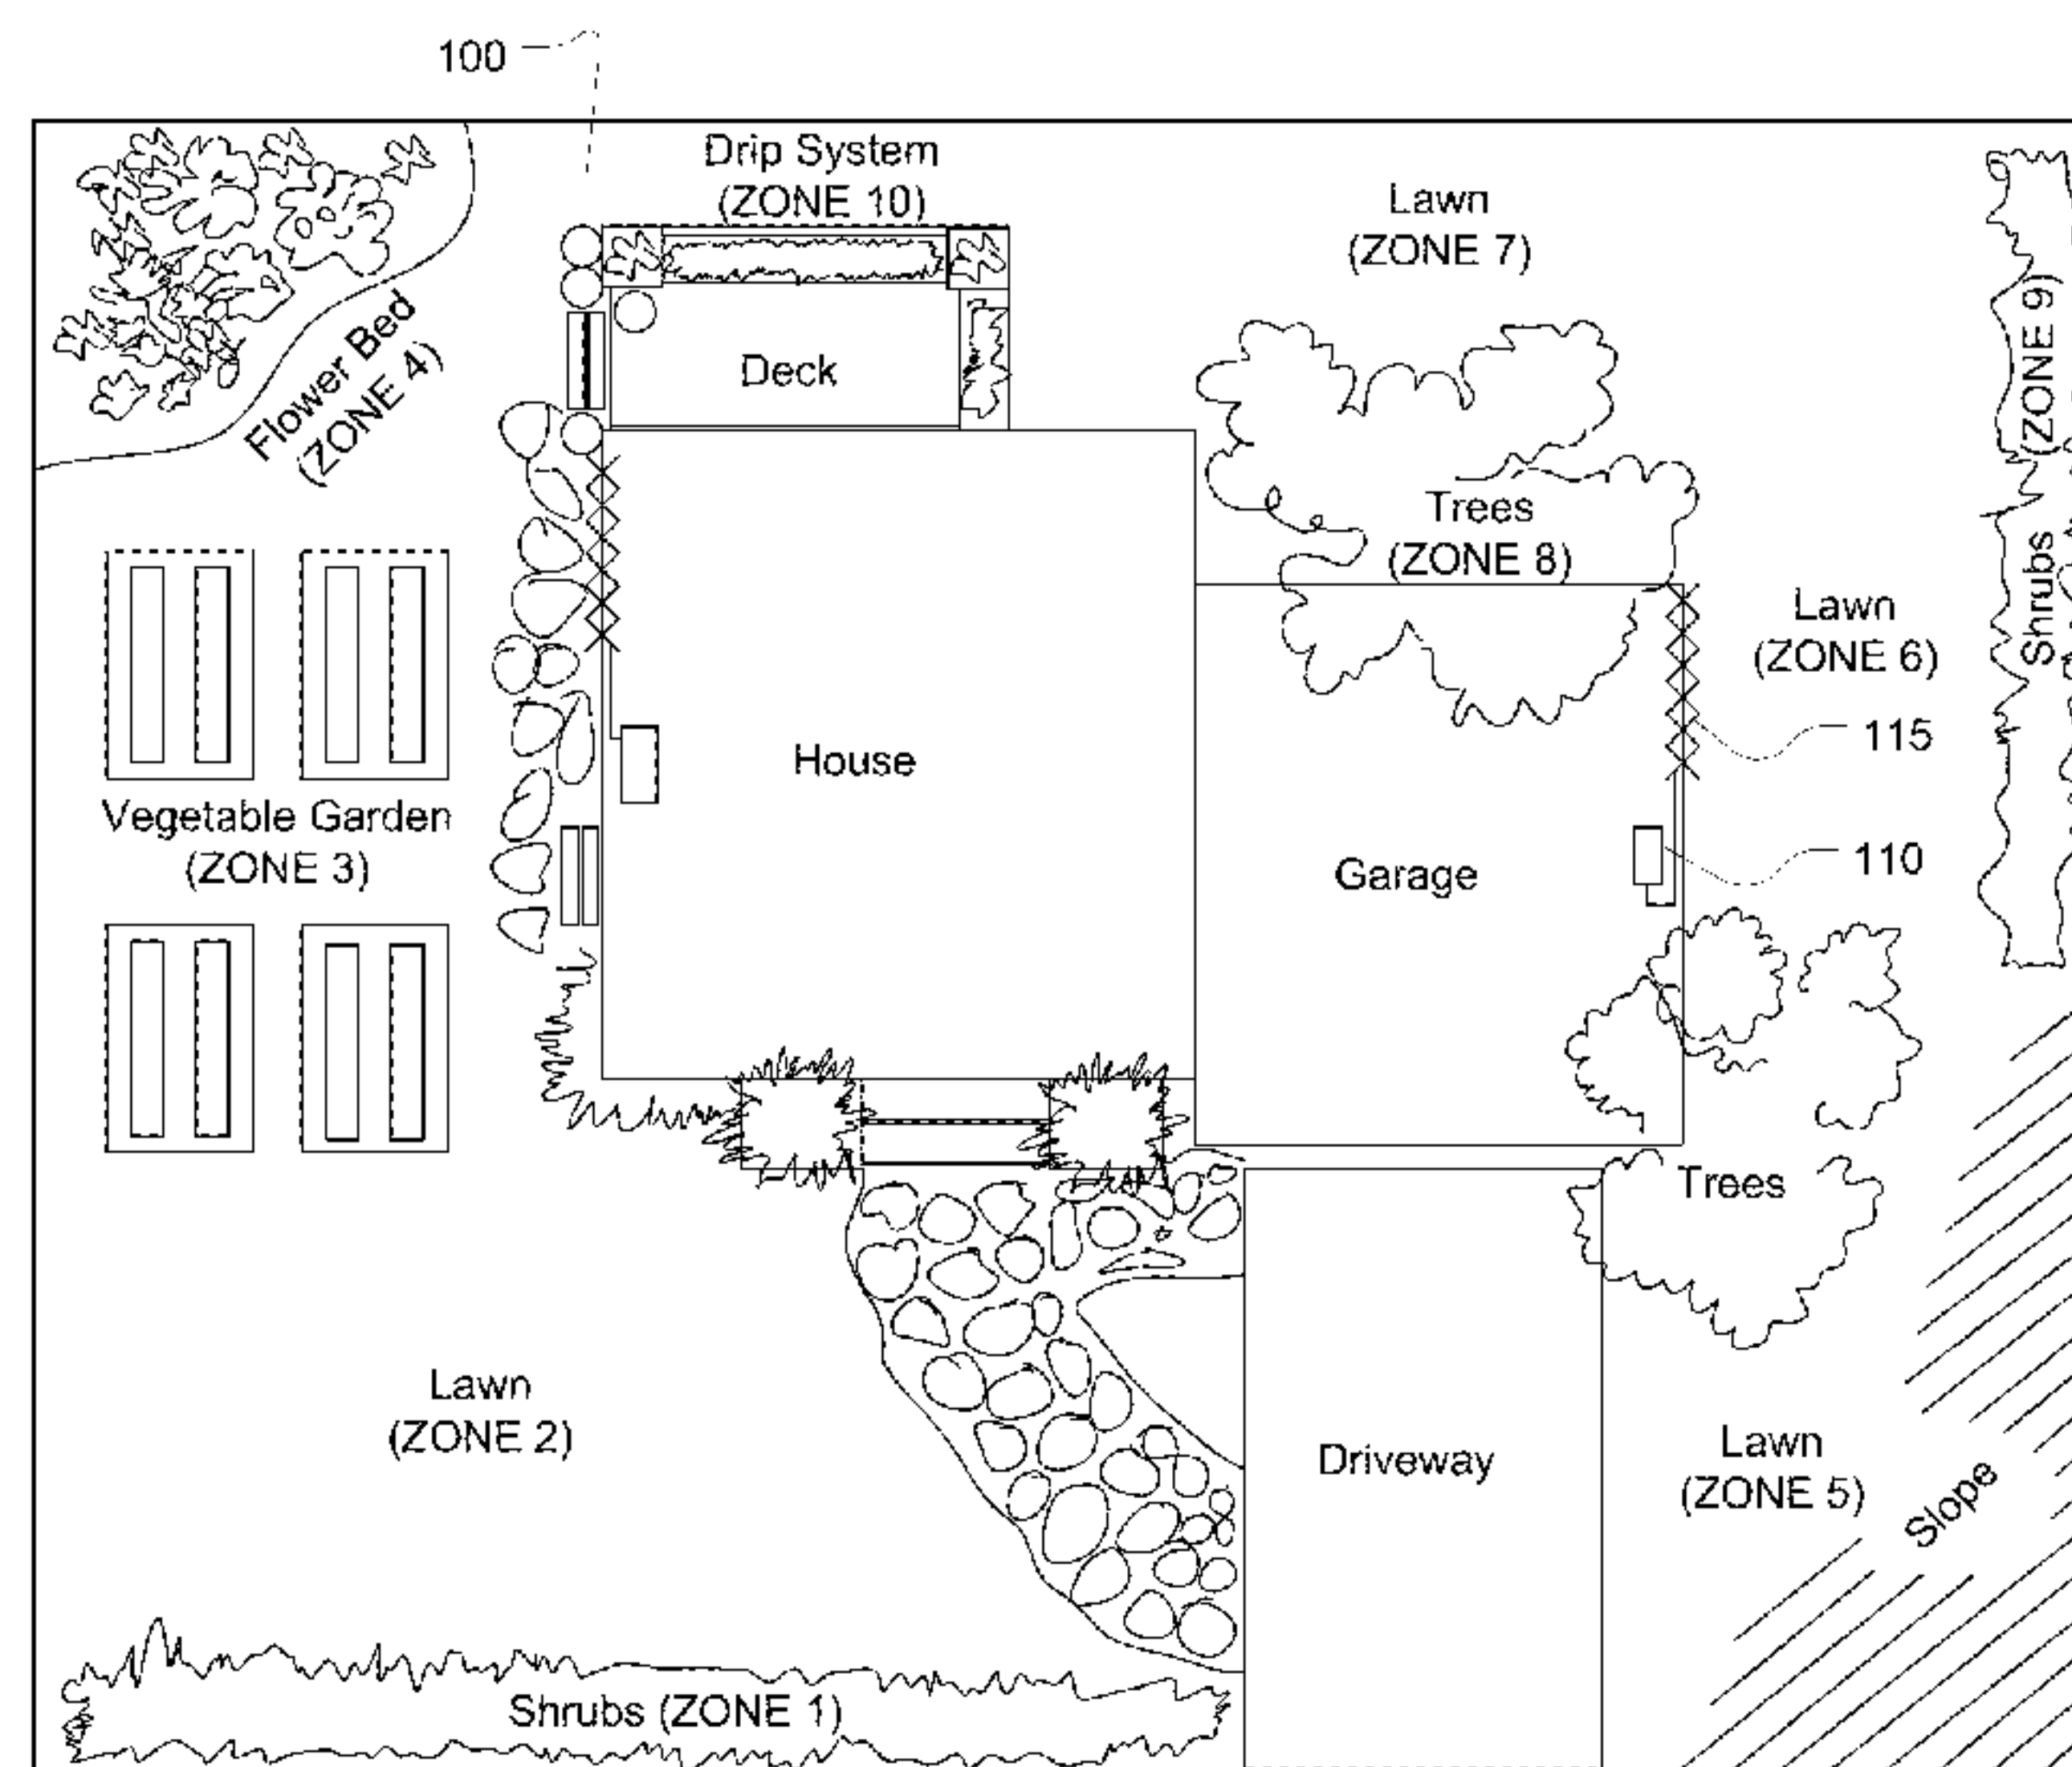 100
Drip System
(ZONE 10)
Lawn
(ZONE 7)
Flower Bed
(ZONE 4)
Deck
(ZONE 9)
Shrubs
Trees
(ZONE 8)
Lawn
(ZONE 6)
115
House
Vegetable Garden
(ZONE 3)
Garage
110
Trees
Lawn
(ZONE 2)
Driveway
Lawn
(ZONE 5)
Slope
Shrubs (ZONE 1)